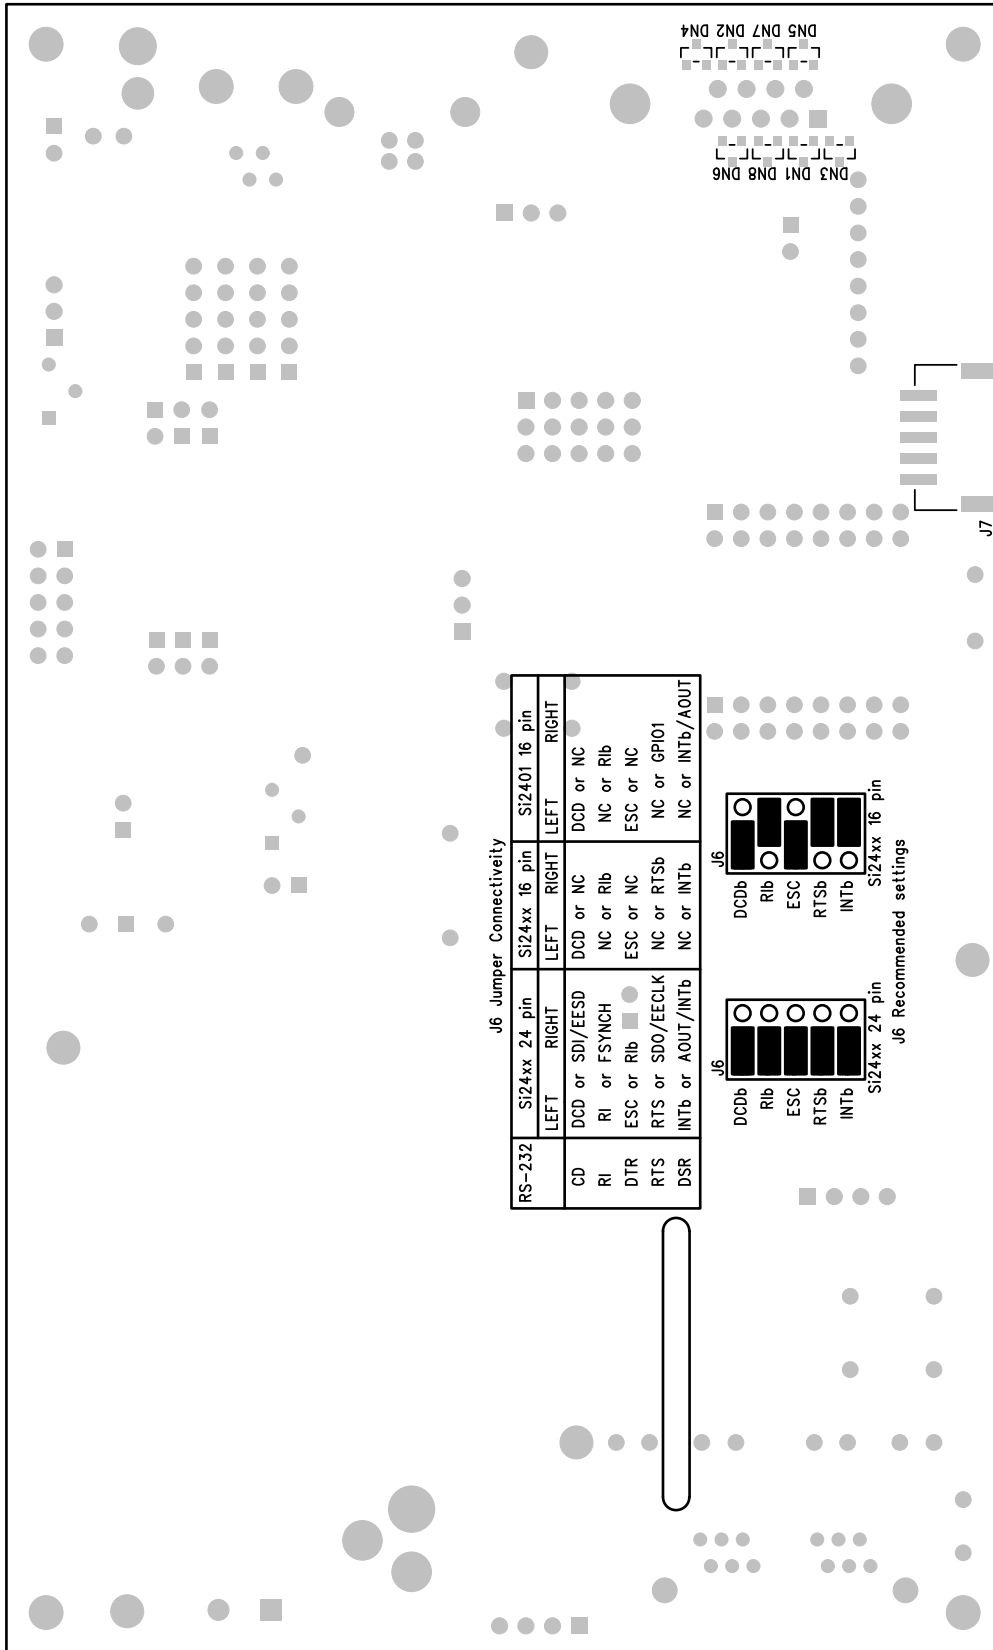 DN4 DN2 DN7 DN5
DN6 DN8 DN1 DN3
J7
J6 Jumper Connectiveity
RS-232 Si24xx 24 pin Si24xx 16 pin Si2401 16 pin
LEFT RIGHT LEFT RIGHT LEFT RIGHT
CD DCD or SDI/EESD DCD or NC DCD or NC
RI RI or FSYNCH NC or RIb NC or RIb
DTR ESC or RIb ESC or NC ESC or NC
RTS RTS or SDO/EECLK NC or RTSb NC or GPIO1
DSR INTb or AOUT/INTb NC or INTb NC or INTb/AOUT
J6
DCDb
RIb
ESC
RTSb
INTb
Si24xx 24 pin
J6
DCDb
RIb
ESC
RTSb
INTb
Si24xx 16 pin
J6 Recommended settings